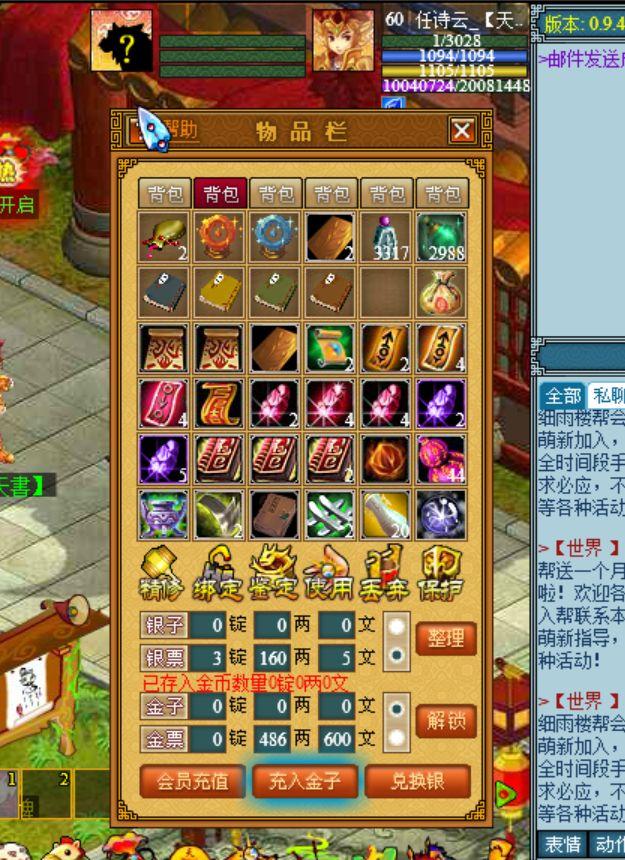 60 任诗云_【天..
1/3028
1094/1094
1105/1105
10040724/20081448
版本: 0.9.4
>邮件发送
开启
帮助
物品栏
背包 背包 背包 背包 背包 背包
2 3317 2988
2 2 4
4 2 4 4 2
5 2 44
2 2 20
精修 绑定 鉴定 使用 丢弃 保护
银子 0 锭 0 两 0 文
银票 3 锭 160 两 5 文
整理
已存入金币数量0锭0两0文
金子 0 锭 0 两 0 文
金票 0 锭 486 两 600 文
解锁
会员充值 充入金子 兑换银
天書】
1 2
全部 私聊
细雨楼帮会
萌新加入，
全时间段手
求必应，不
等各种活动
>【世界 】
帮送一个月
啦！欢迎各
入帮联系本
萌新指导，
种活动！
>【世界 】
细雨楼帮会
萌新加入，
全时间段手
求必应，不
等各种活动
表情 动作